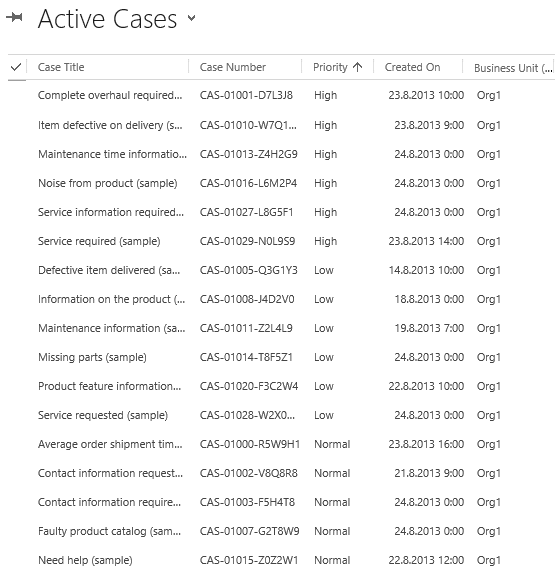 Active Cases
Case Title Case Number Priority Created On Business Unit (...
Complete overhaul required... CAS-01001-D7L3J8 High 23.8.2013 10:00 Org1
Item defective on delivery (s... CAS-01010-W7Q1... High 23.8.2013 9:00 Org1
Maintenance time informatio... CAS-01013-Z4H2G9 High 24.8.2013 0:00 Org1
Noise from product (sample) CAS-01016-L6M2P4 High 24.8.2013 0:00 Org1
Service information required... CAS-01027-L8G5F1 High 24.8.2013 0:00 Org1
Service required (sample) CAS-01029-N0L9S9 High 23.8.2013 14:00 Org1
Defective item delivered (sa... CAS-01005-Q3G1Y3 Low 14.8.2013 10:00 Org1
Information on the product (... CAS-01008-J4D2V0 Low 18.8.2013 0:00 Org1
Maintenance information (sa... CAS-01011-Z2L4L9 Low 19.8.2013 7:00 Org1
Missing parts (sample) CAS-01014-T8F5Z1 Low 24.8.2013 0:00 Org1
Product feature information... CAS-01020-F3C2W4 Low 22.8.2013 10:00 Org1
Service requested (sample) CAS-01028-W2X0... Low 24.8.2013 0:00 Org1
Average order shipment tim... CAS-01000-R5W9H1 Normal 23.8.2013 16:00 Org1
Contact information request... CAS-01002-V8Q8R8 Normal 21.8.2013 9:00 Org1
Contact information require... CAS-01003-F5H4T8 Normal 24.8.2013 0:00 Org1
Faulty product catalog (sam... CAS-01007-G2T8W9 Normal 24.8.2013 0:00 Org1
Need help (sample) CAS-01015-Z0Z2W1 Normal 22.8.2013 12:00 Org1